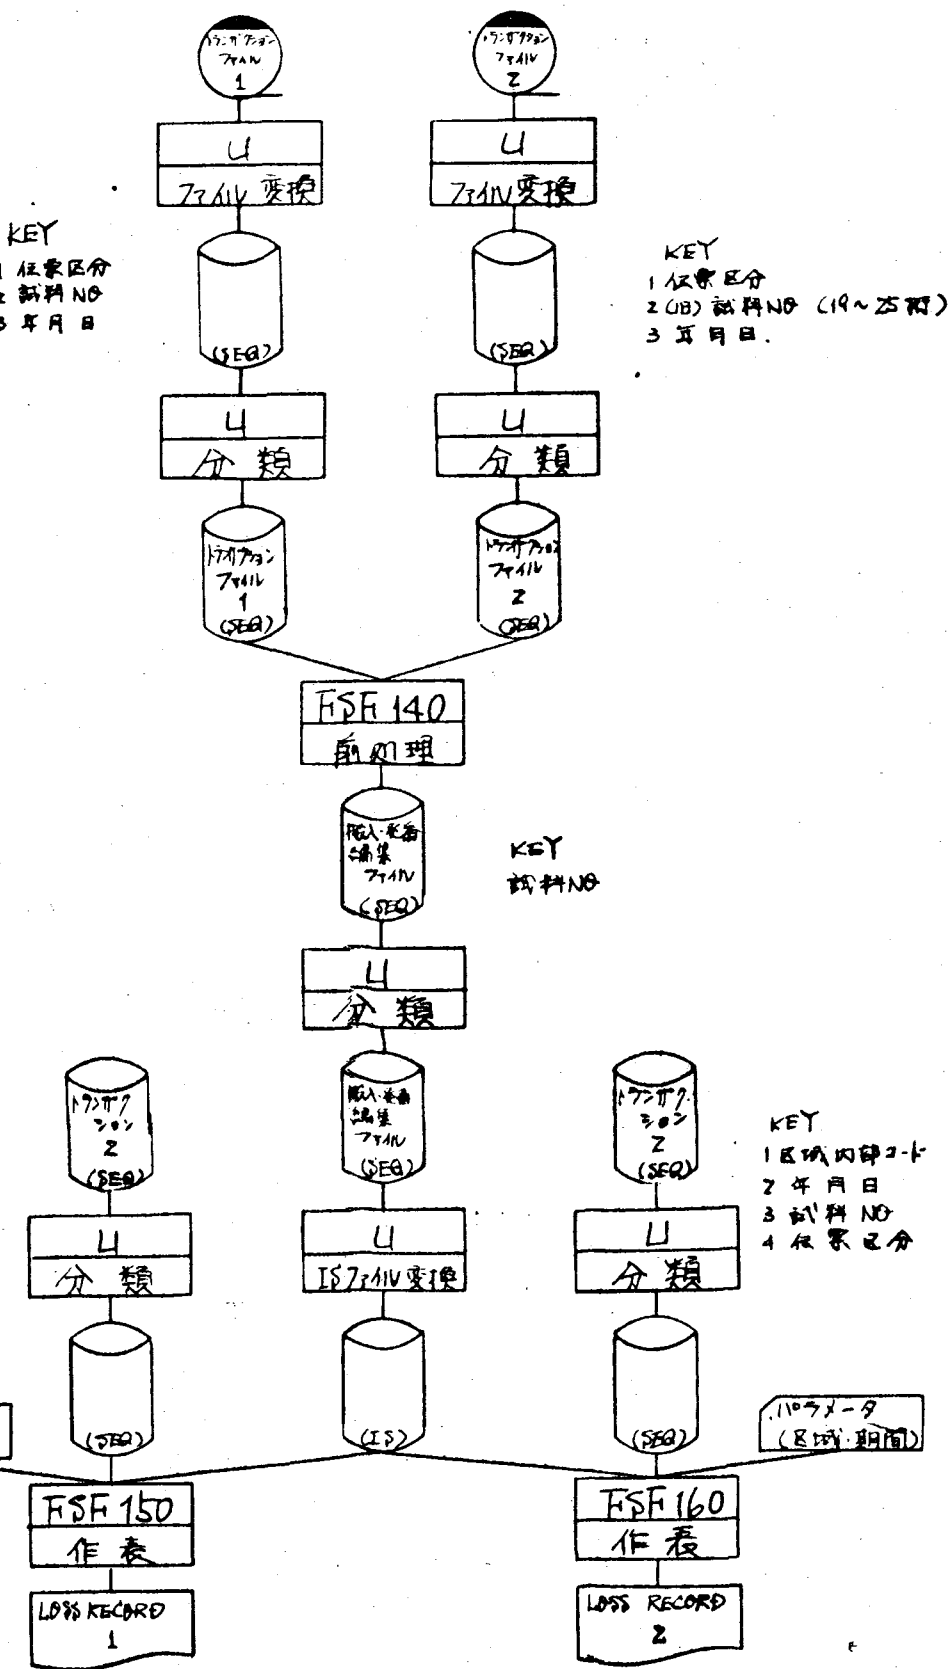 トランザクション
ファイル
1
トランザクション
ファイル
2
U
ファイル変換
U
ファイル変換
KEY
1 伝票区分
2 試料NO
3 年月日
KEY
1 伝票区分
2 (旧) 試料NO (19~25桁)
3 年月日.
(SEQ)
(SEQ)
U
分類
U
分類
トランザクション
ファイル
1
(SEQ)
トランザクション
ファイル
2
(SEQ)
FSF 140
前処理
編集
ファイル
(SEQ)
KEY
試料NO
U
分類
トランザク
ション
2
(SEQ)
編集
ファイル
(SEQ)
トランザク
ション
2
(SEQ)
KEY
1 区域内部コード
2 年月日
3 試料NO
4 伝票区分
U
分類
U
ISファイル変換
U
分類
(SEQ)
(IS)
(SEQ)
パラメータ
(区域・期間)
FSF 150
作表
FSF 160
作表
LOSS RECORD
1
LOSS RECORD
2